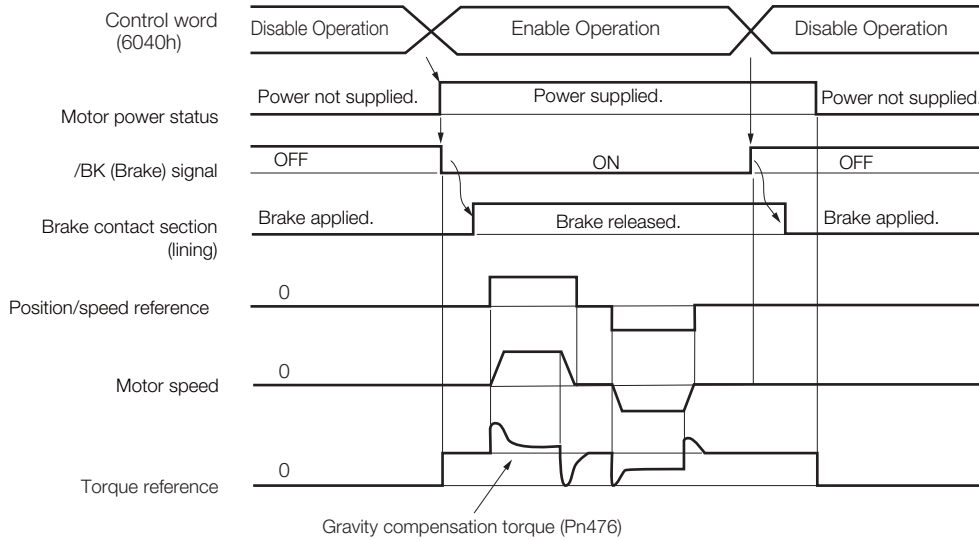 Control word
(6040h)
Disable Operation
Enable Operation
Disable Operation
Motor power status
Power not supplied.
Power supplied.
Power not supplied.
/BK (Brake) signal
OFF
ON
OFF
Brake contact section
(lining)
Brake applied.
Brake released.
Brake applied.
Position/speed reference
0
Motor speed
0
Torque reference
0
Gravity compensation torque (Pn476)